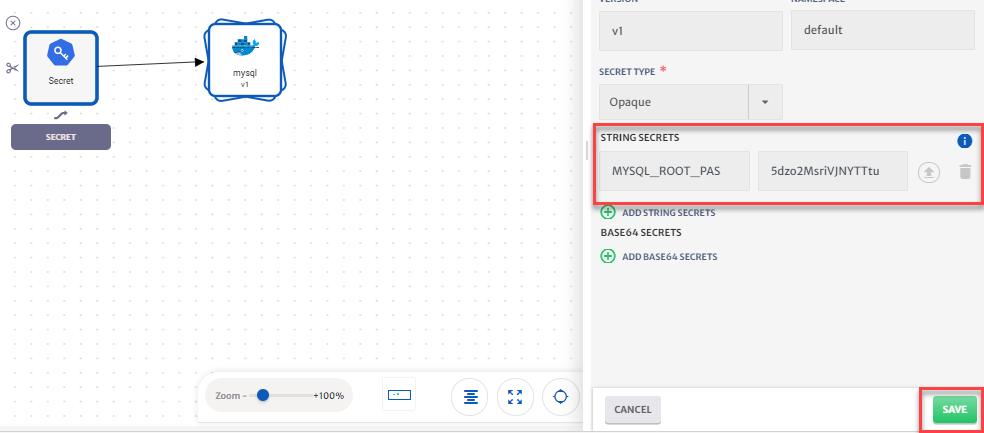 VERSION
NAMESPACE
v1
default
Secret
mysql
v1
SECRET
SECRET TYPE *
Opaque
STRING SECRETS
i
MYSQL_ROOT_PAS
5dzo2MsriVJNYTTtu
ADD STRING SECRETS
BASE64 SECRETS
ADD BASE64 SECRETS
Zoom - +100%
CANCEL
SAVE